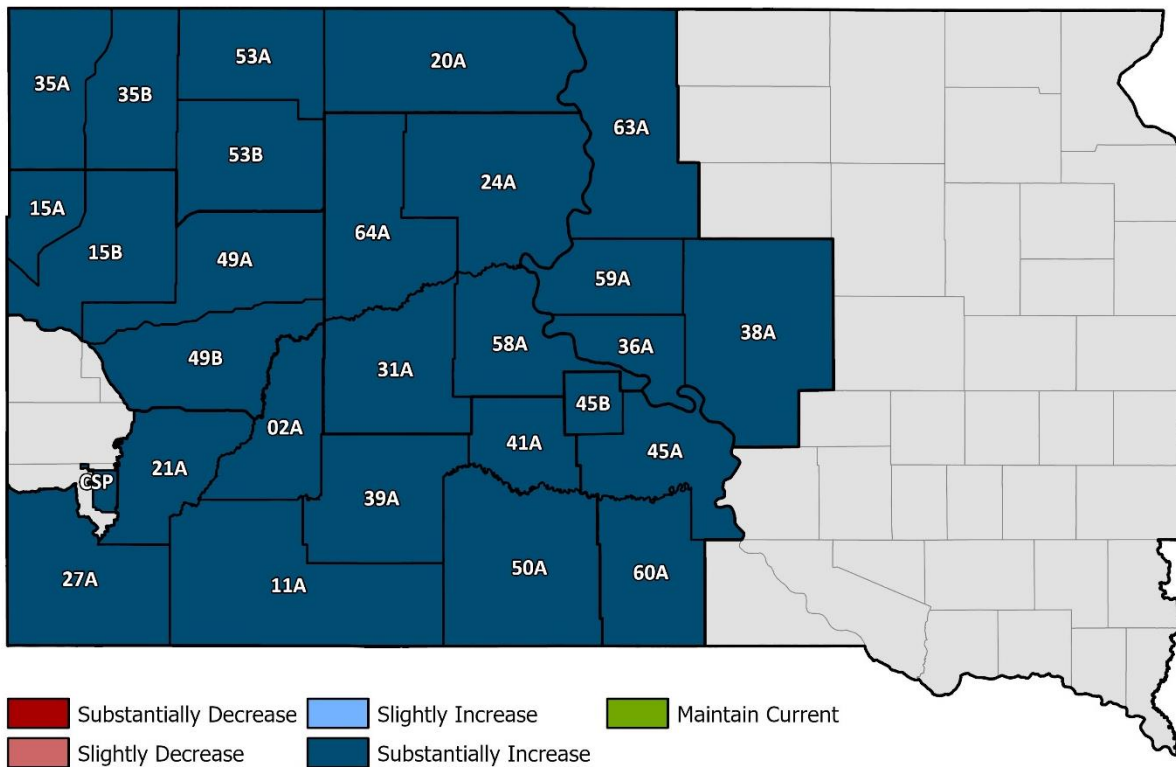 35A
35B
53A
20A
63A
53B
24A
15A
15B
64A
49A
59A
38A
58A
36A
49B
31A
45B
02A
41A
45A
21A
CSP
39A
27A
11A
50A
60A
Substantially Decrease
Slightly Increase
Maintain Current
Slightly Decrease
Substantially Increase